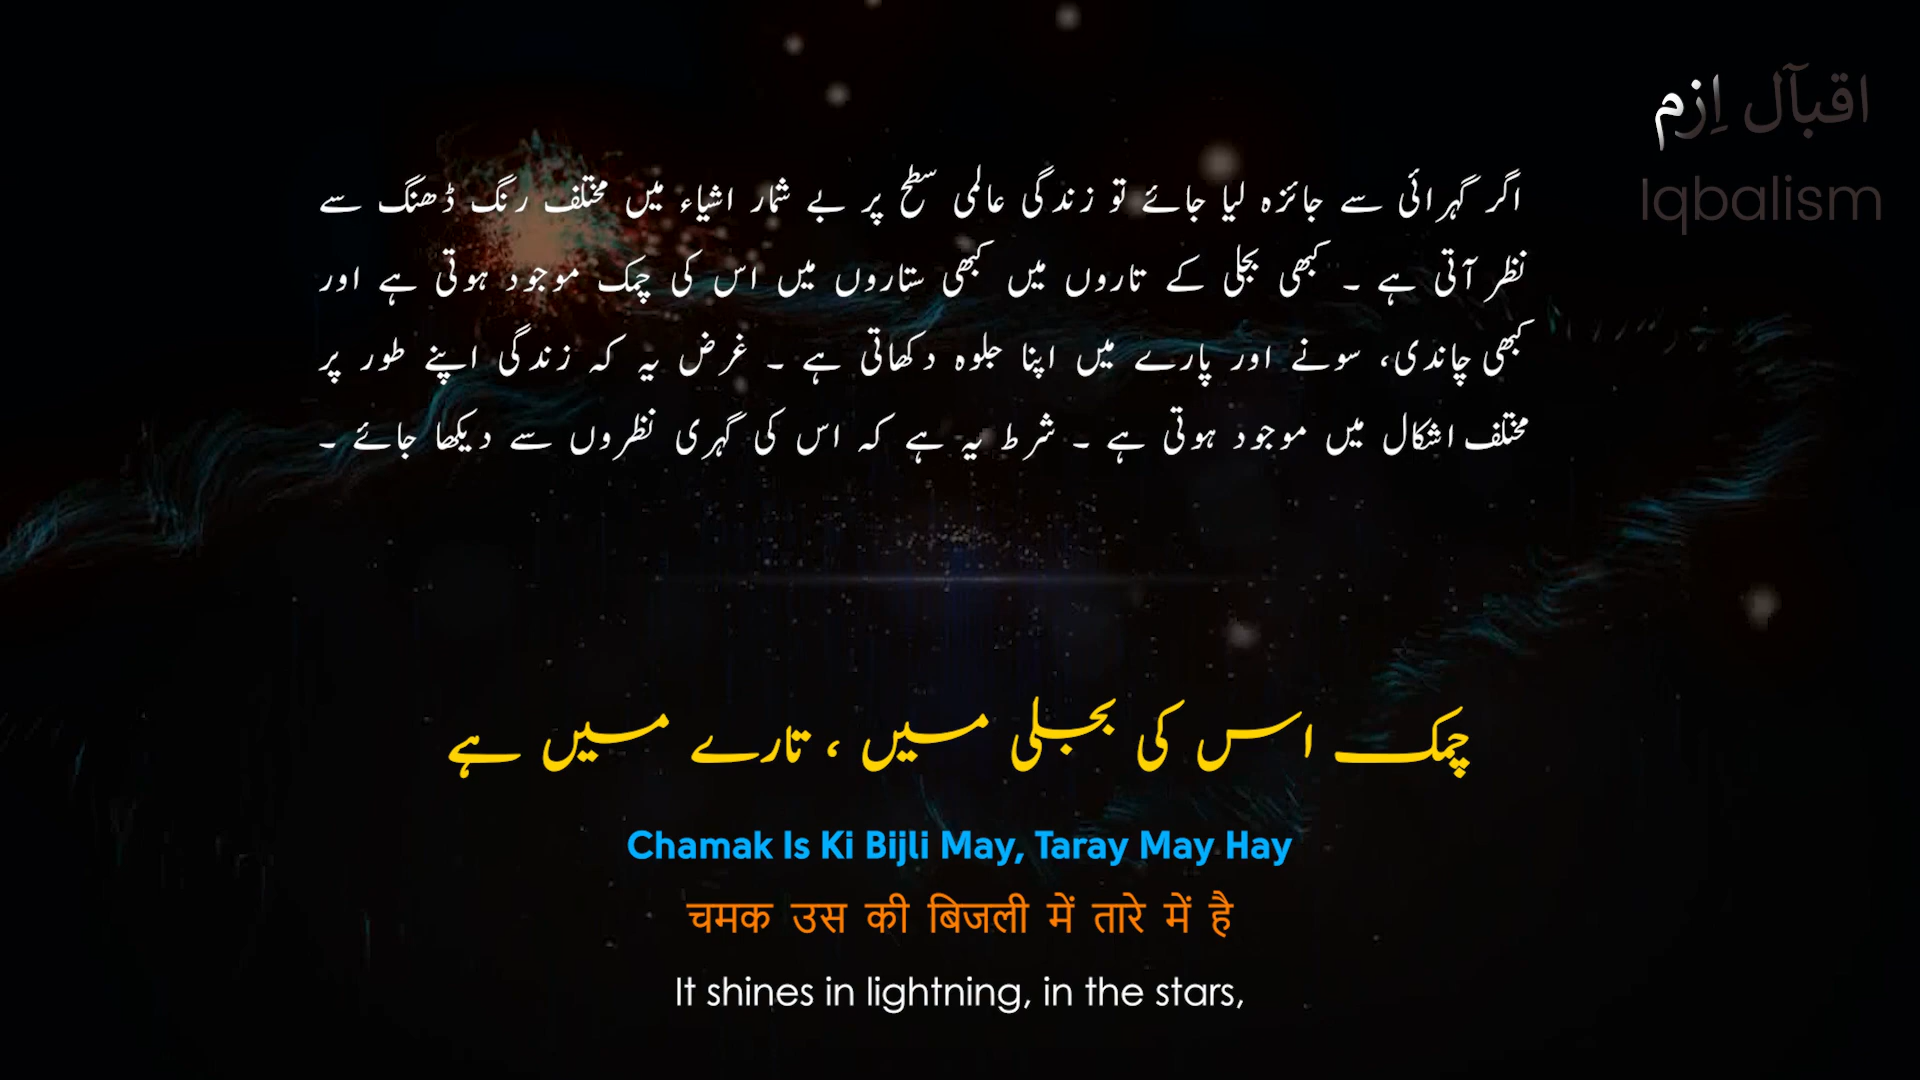 اقبآل اِزم
Iqbalism
اگر گہرائی سے جائزہ لیا جائے تو زندگی عالمی سطح پر بے شمار اشیاء میں مختلف رنگ ڈھنگ سے
نظر آتی ہے ۔ کبھی بجلی کے تاروں میں کبھی ستاروں میں اس کی چمک موجود ہوتی ہے اور
کبھی چاندی، سونے اور پارے میں اپنا جلوہ دکھاتی ہے ۔ غرض یہ کہ زندگی اپنے طور پر
مختلف اشکال میں موجود ہوتی ہے ۔ شرط یہ ہے کہ اس کی گہری نظروں سے دیکھا جائے ۔
چمک اس کی بجلی میں ، تارے میں ہے
Chamak Is Ki Bijli May, Taray May Hay
चमक उस की बिजली में तारे में है
It shines in lightning, in the stars,